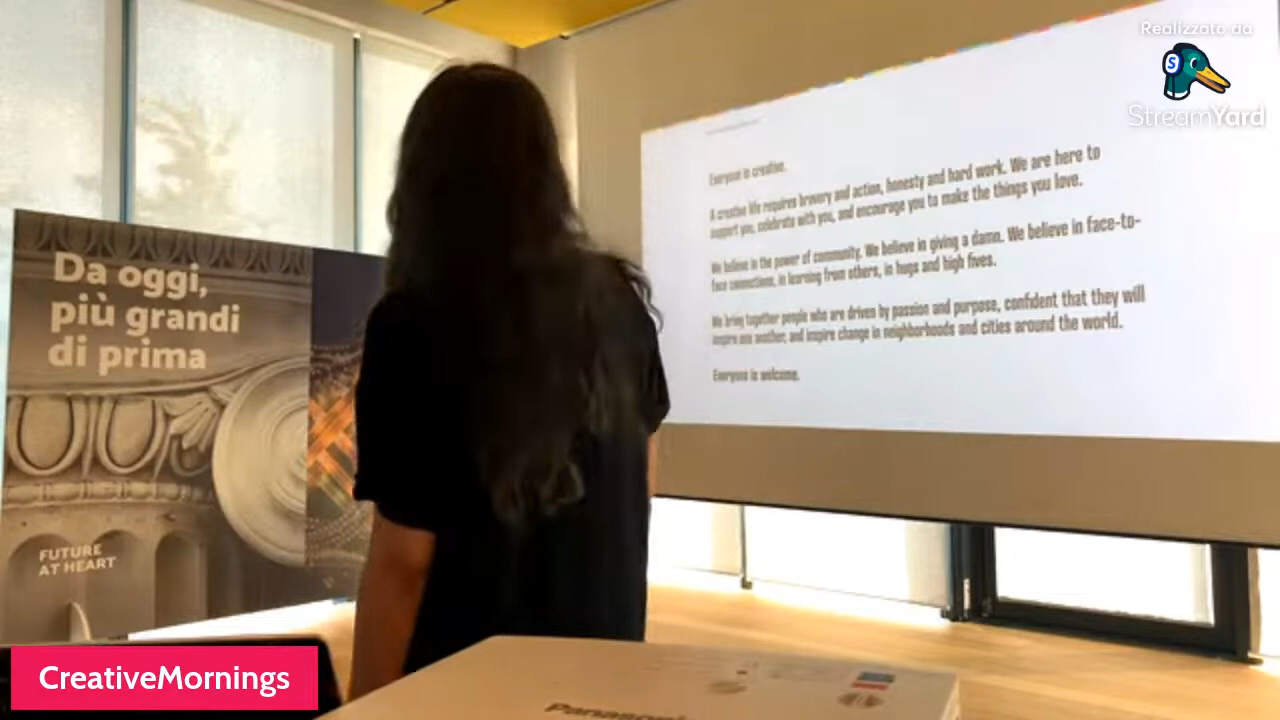 Realizzato da
StreamYard
Da oggi,
più grandi
di prima
FUTURE
AT HEART
Everyone is creative.
A creative life requires bravery and action, honesty and hard work. We are here to
support you, celebrate with you, and encourage you to make the things you love.
We believe in the power of community. We believe in giving a damn. We believe in face-to-
face connections, in learning from others, in hugs and high fives.
We bring together people who are driven by passion and purpose, confident that they will
inspire one another, and inspire change in neighborhoods and cities around the world.
Everyone is welcome.
CreativeMornings
Panasonic